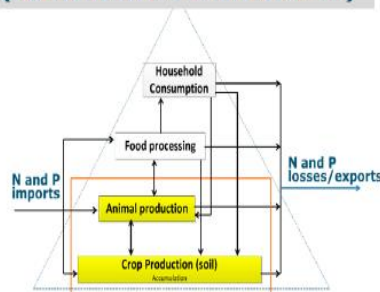 Household
Consumption
Food processing
N and P
imports
N and P
losses/exports
Animal production
Crop Production (soil)
Accumulation